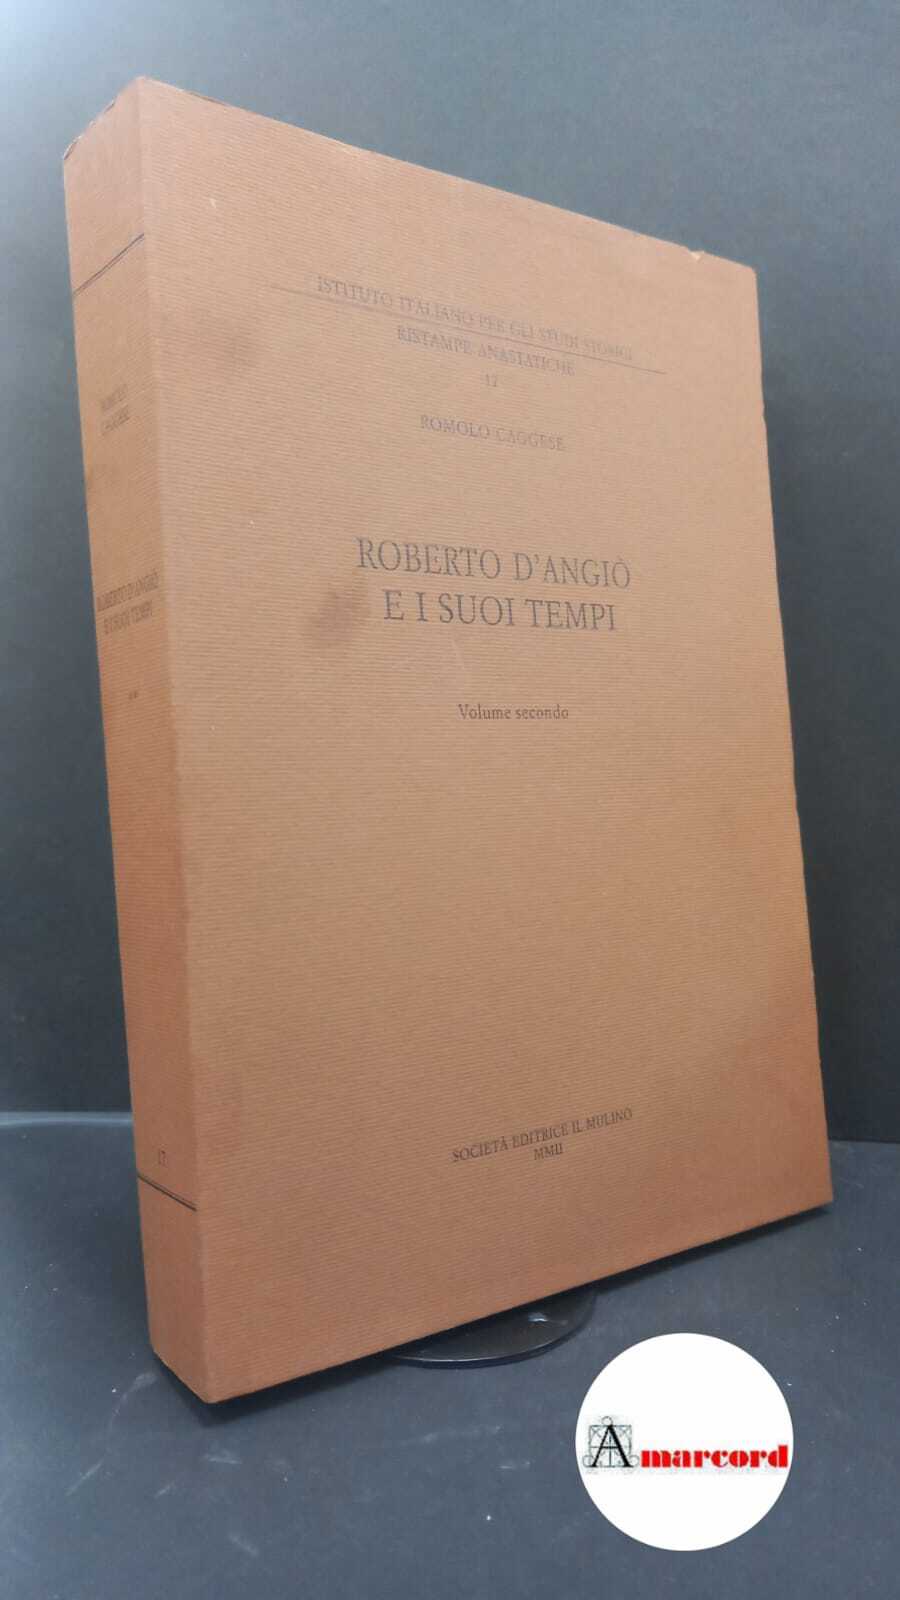 ISTITUTO ITALIANO PER GLI STUDI STORICI
RISTAMPE ANASTATICHE
17
ROMOLO CAGGESE
ROBERTO D'ANGIÒ
E I SUOI TEMPI
Volume secondo
SOCIETÀ EDITRICE IL MULINO
MMII
ROMOLO
CAGGESE
ROBERTO D'ANGIÒ
E I SUOI TEMPI
**
17
Amarcord